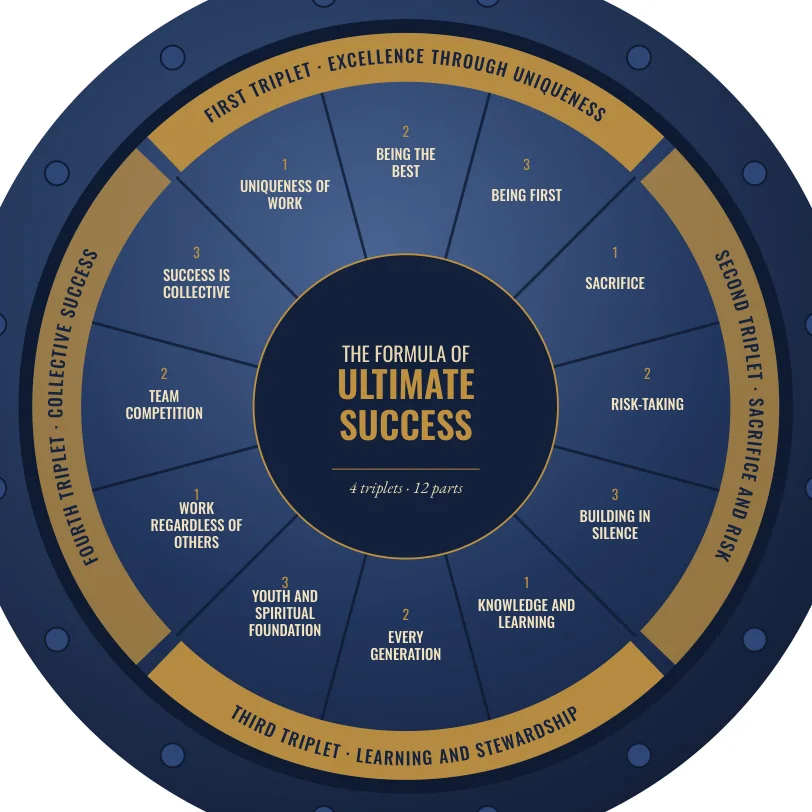 FIRST TRIPLET · EXCELLENCE THROUGH UNIQUENESS
1
UNIQUENESS OF
WORK
2
BEING THE
BEST
3
BEING FIRST
SECOND TRIPLET · SACRIFICE AND RISK
1
SACRIFICE
2
RISK-TAKING
3
BUILDING IN
SILENCE
THIRD TRIPLET · LEARNING AND STEWARDSHIP
1
KNOWLEDGE AND
LEARNING
2
EVERY
GENERATION
3
YOUTH AND
SPIRITUAL
FOUNDATION
FOURTH TRIPLET · COLLECTIVE SUCCESS
1
WORK
REGARDLESS OF
OTHERS
2
TEAM
COMPETITION
3
SUCCESS IS
COLLECTIVE
THE FORMULA OF
ULTIMATE
SUCCESS
4 triplets · 12 parts